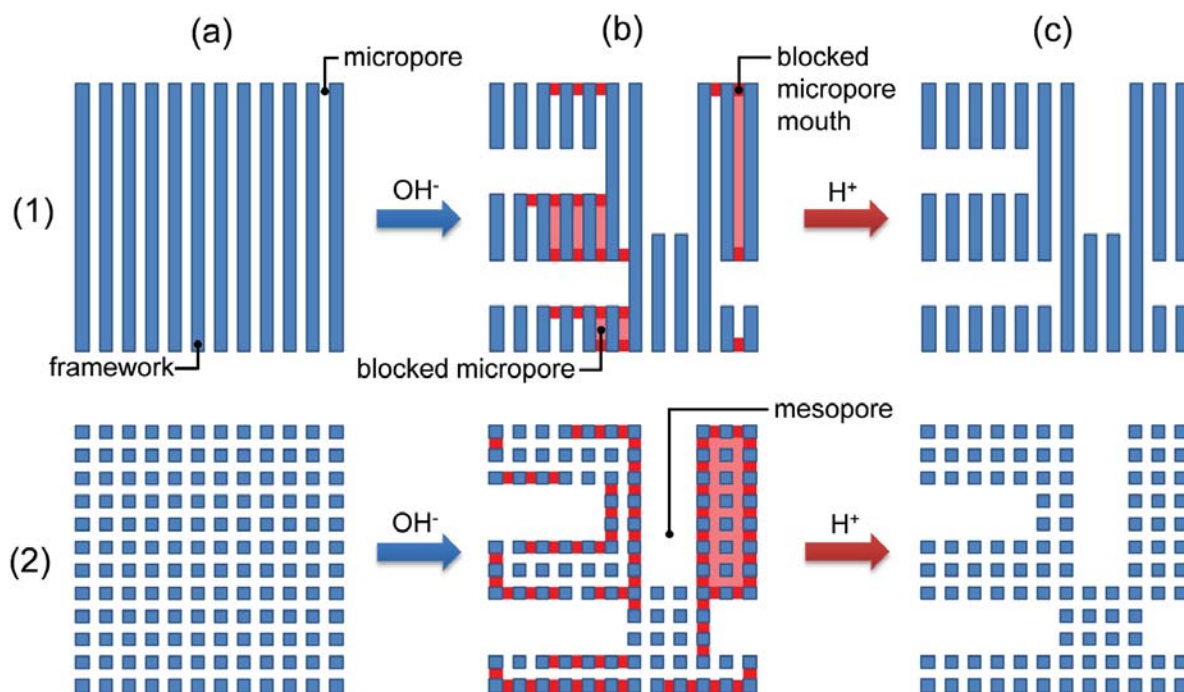 (a)
(b)
(c)
micropore
blocked
micropore
mouth
(1)
OH-
H+
framework
blocked micropore
mesopore
(2)
OH-
H+